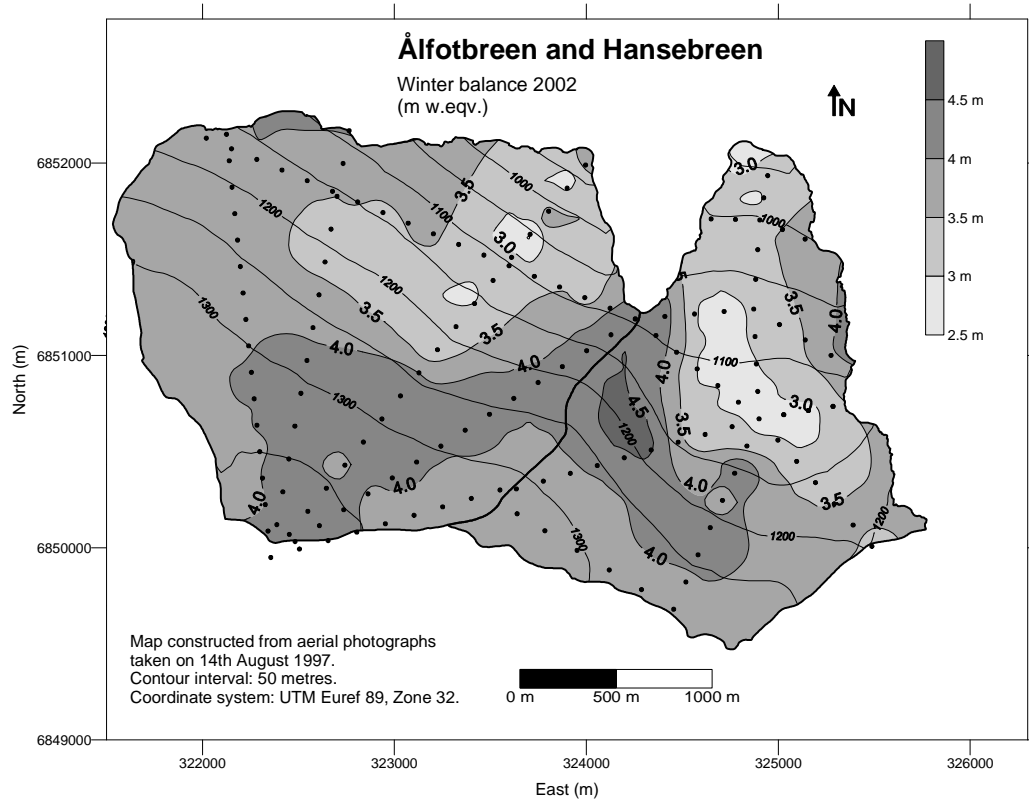 Ålfotbreen and Hansebreen
Winter balance 2002
(m w.eqv.)
N
4.5 m
4 m
3.5 m
3 m
2.5 m
6852000
6851000
6850000
6849000
North (m)
3.0
1000
1000
3.5
1100
1200
3.0
1200
3.5
3.5
1300
4.0
4.0
1300
4.0
4.0
4.5
1200
4.0
3.5
1100
3.5
4.0
3.0
4.0
3.5
1200
1200
1300
4.0
Map constructed from aerial photographs
taken on 14th August 1997.
Contour interval: 50 metres.
Coordinate system: UTM Euref 89, Zone 32.
0 m 500 m 1000 m
322000 323000 324000 325000 326000
East (m)